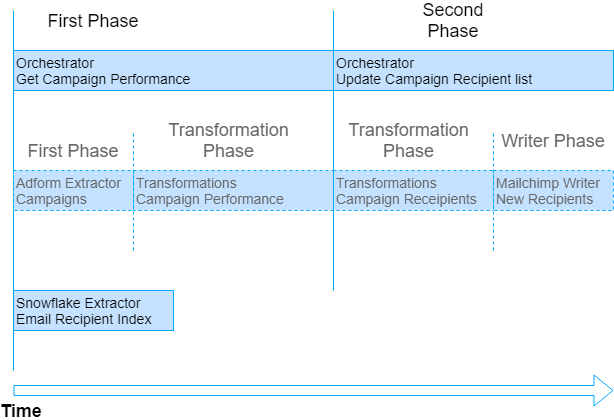 First Phase
Second
Phase
Orchestrator
Get Campaign Performance
Orchestrator
Update Campaign Recipient list
First Phase
Transformation
Phase
Transformation
Phase
Writer Phase
Adform Extractor
Campaigns
Transformations
Campaign Performance
Transformations
Campaign Receipients
Mailchimp Writer
New Recipients
Snowflake Extractor
Email Recipient Index
Time